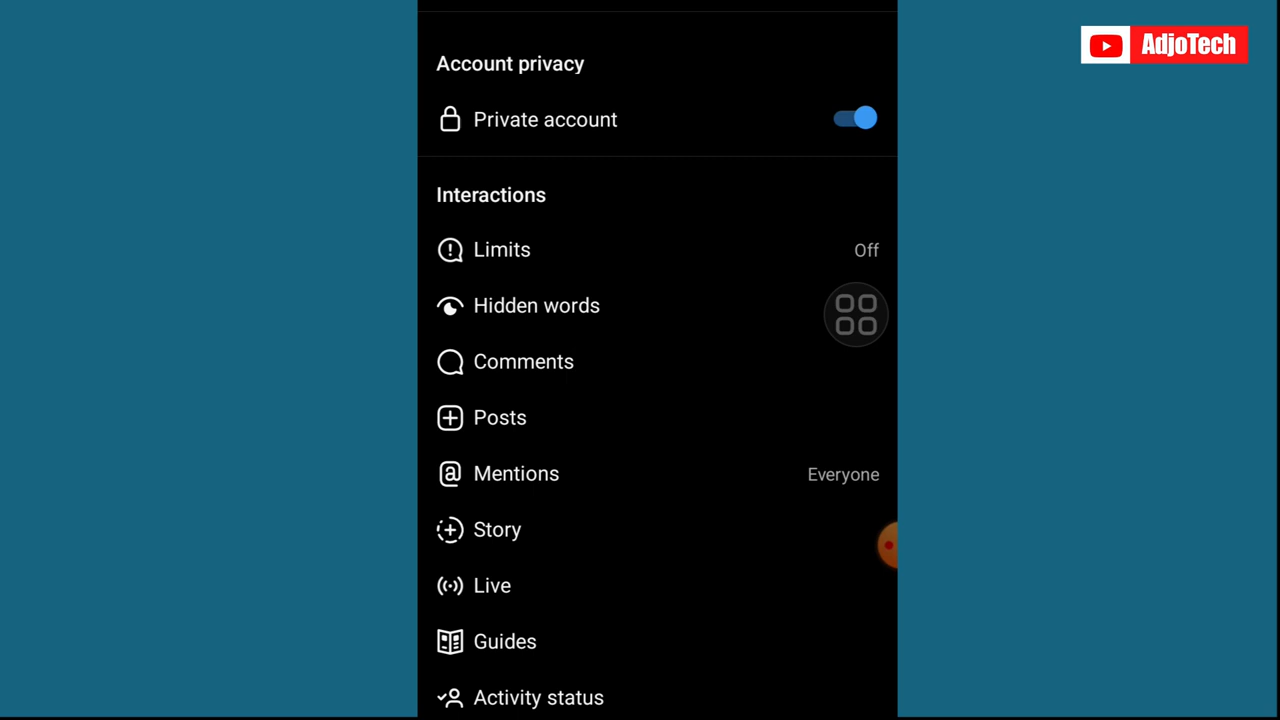 AdjoTech
Account privacy
Private account
Interactions
Limits Off
Hidden words
Comments
Posts
Mentions Everyone
Story
Live
Guides
Activity status